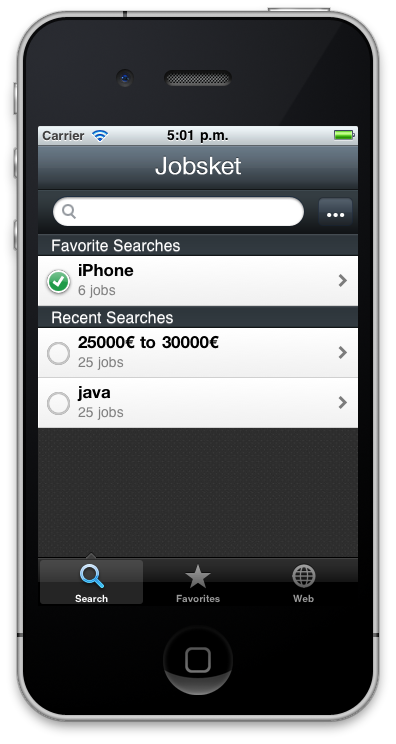 Carrier 5:01 p.m.
Jobsket
...
Favorite Searches
iPhone
6 jobs
Recent Searches
25000€ to 30000€
25 jobs
java
25 jobs
Search Favorites Web